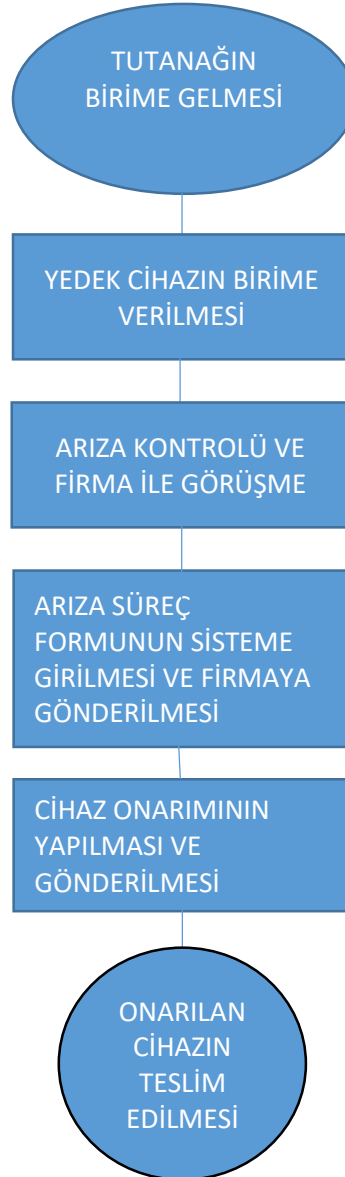 TUTANAĞIN
BİRİME GELMESİ
YEDEK CİHAZIN BİRİME
VERİLMESİ
ARIZA KONTROLÜ VE
FİRMA İLE GÖRÜŞME
ARIZA SÜREÇ
FORMUNUN SİSTEME
GİRİLMESİ VE FİRMAYA
GÖNDERİLMESİ
CİHAZ ONARIMININ
YAPILMASI VE
GÖNDERİLMESİ
ONARILAN
CİHAZIN
TESLİM
EDİLMESİ